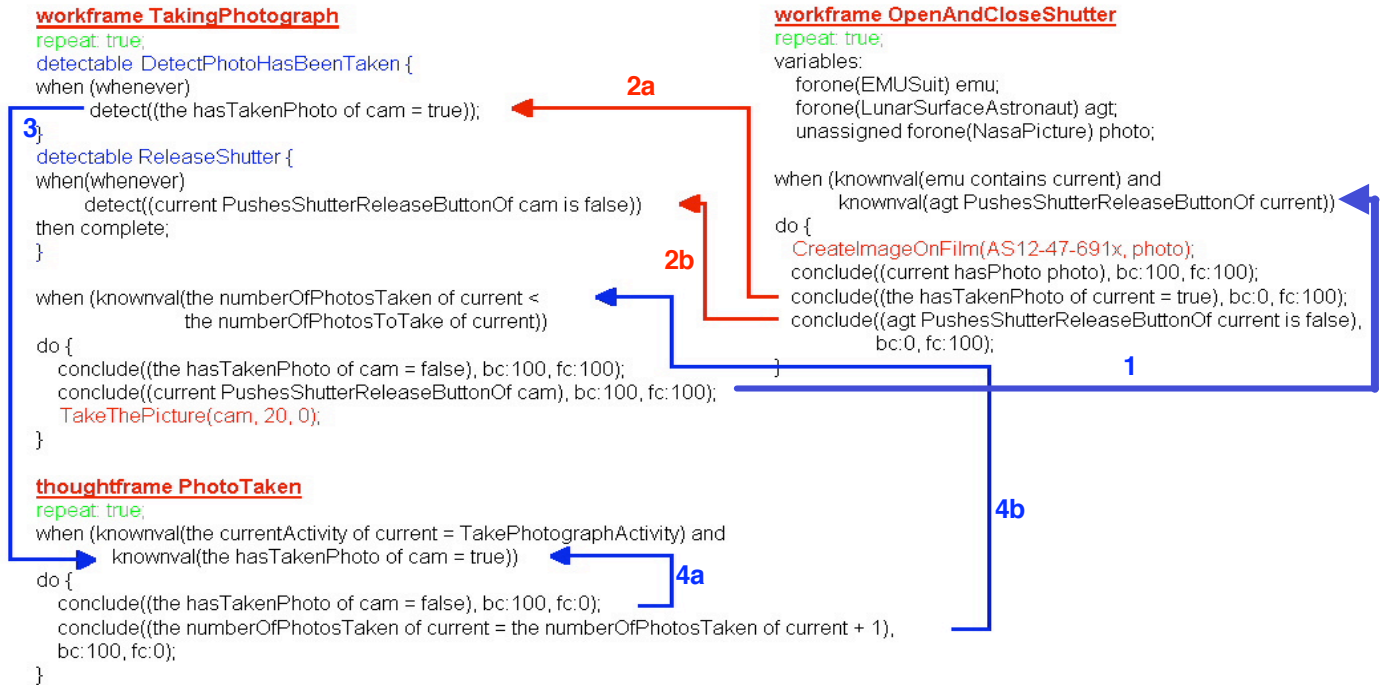 workframe TakingPhotograph
repeat: true;
detectable DetectPhotoHasBeenTaken {
when (whenever)
detect((the hasTakenPhoto of cam = true));
}
detectable ReleaseShutter {
when(whenever)
detect((current PushesShutterReleaseButtonOf cam is false))
then complete;
}
when (knownval(the numberOfPhotosTaken of current <
the numberOfPhotosToTake of current))
do {
conclude((the hasTakenPhoto of cam = false), bc:100, fc:100);
conclude((current PushesShutterReleaseButtonOf cam), bc:100, fc:100);
TakeThePicture(cam, 20, 0);
}
thoughtframe PhotoTaken
repeat: true;
when (knownval(the currentActivity of current = TakePhotographActivity) and
knownval(the hasTakenPhoto of cam = true))
do {
conclude((the hasTakenPhoto of cam = false), bc:100, fc:0);
conclude((the numberOfPhotosTaken of current = the numberOfPhotosTaken of current + 1),
bc:100, fc:0);
}
workframe OpenAndCloseShutter
repeat: true;
variables:
forone(EMUSuit) emu;
forone(LunarSurfaceAstronaut) agt;
unassigned forone(NasaPicture) photo;
when (knownval(emu contains current) and
knownval(agt PushesShutterReleaseButtonOf current))
do {
CreateImageOnFilm(AS12-47-691x, photo);
conclude((current hasPhoto photo), bc:100, fc:100);
conclude((the hasTakenPhoto of current = true), bc:0, fc:100);
conclude((agt PushesShutterReleaseButtonOf current is false),
bc:0, fc:100);
}
1
2a
2b
3
4a
4b